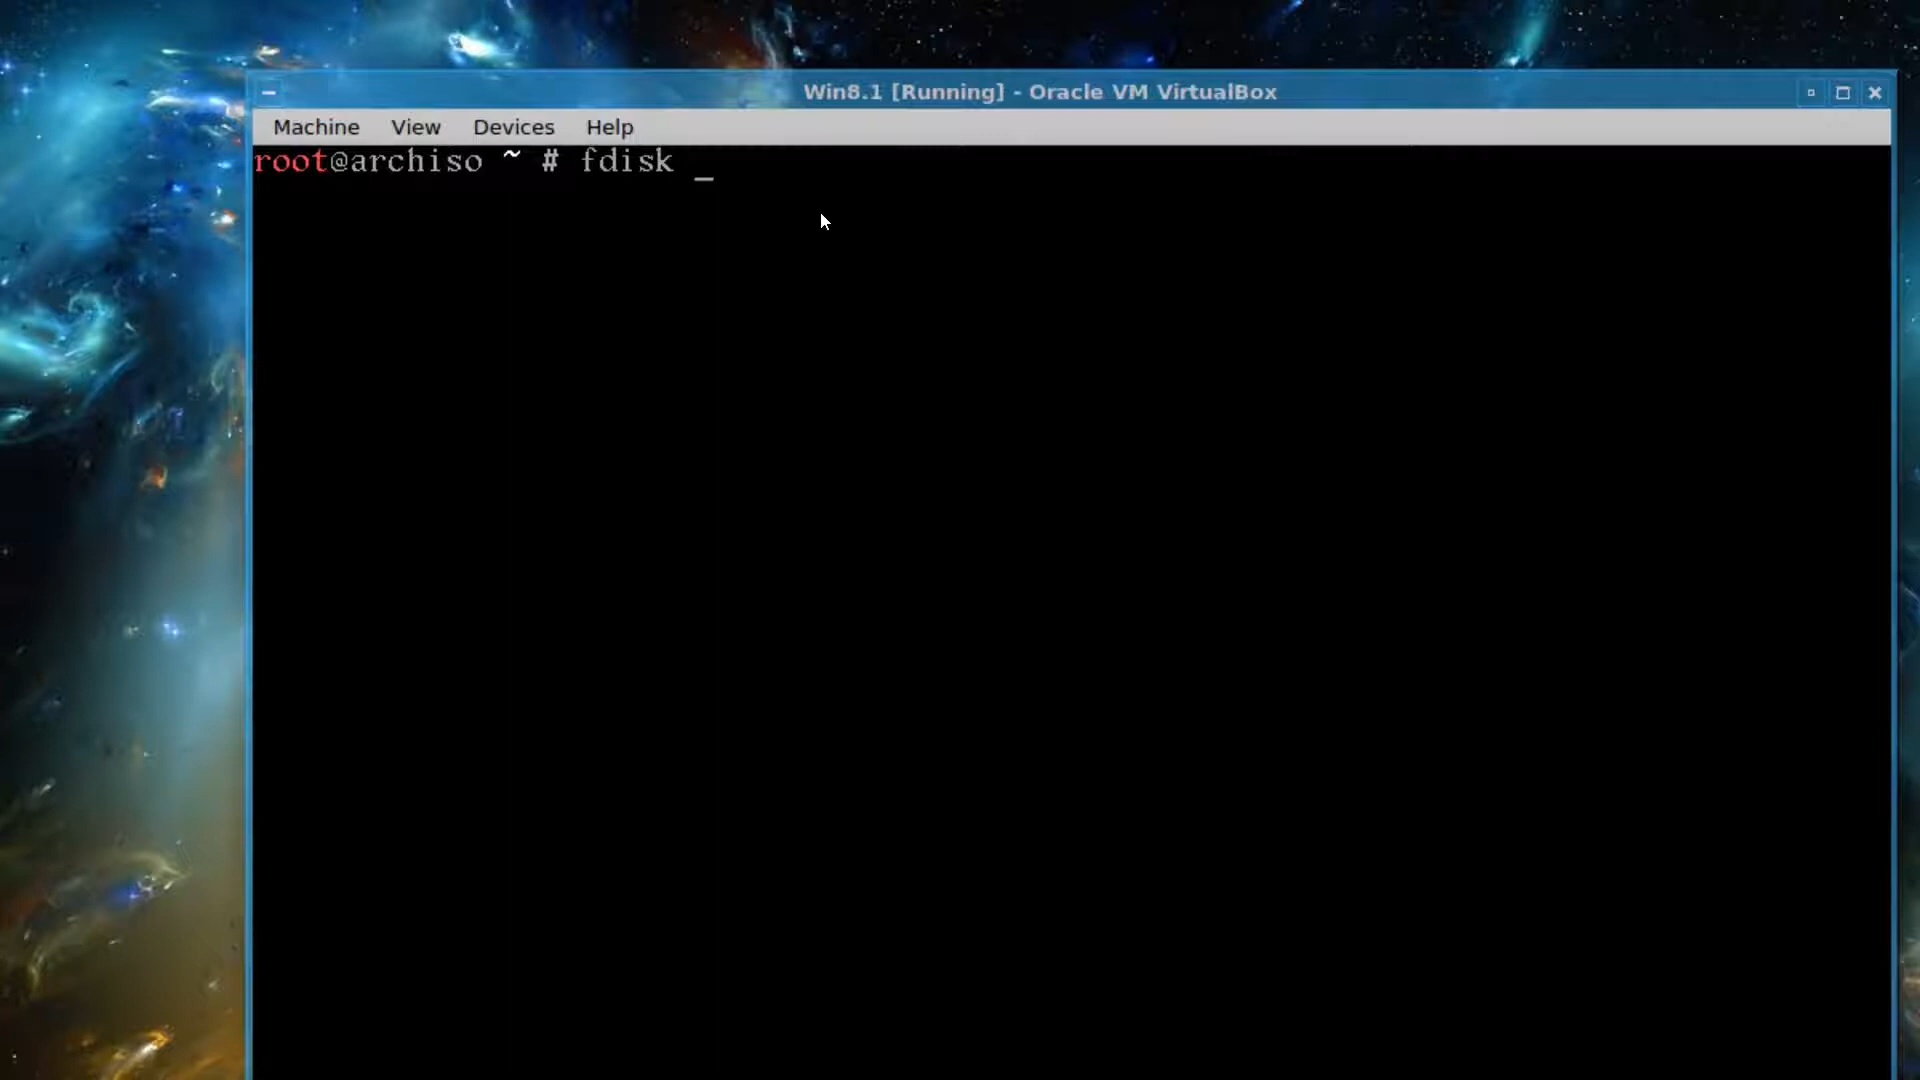 Win8.1 [Running] - Oracle VM VirtualBox
Machine View Devices Help
root@archiso ~ # fdisk _